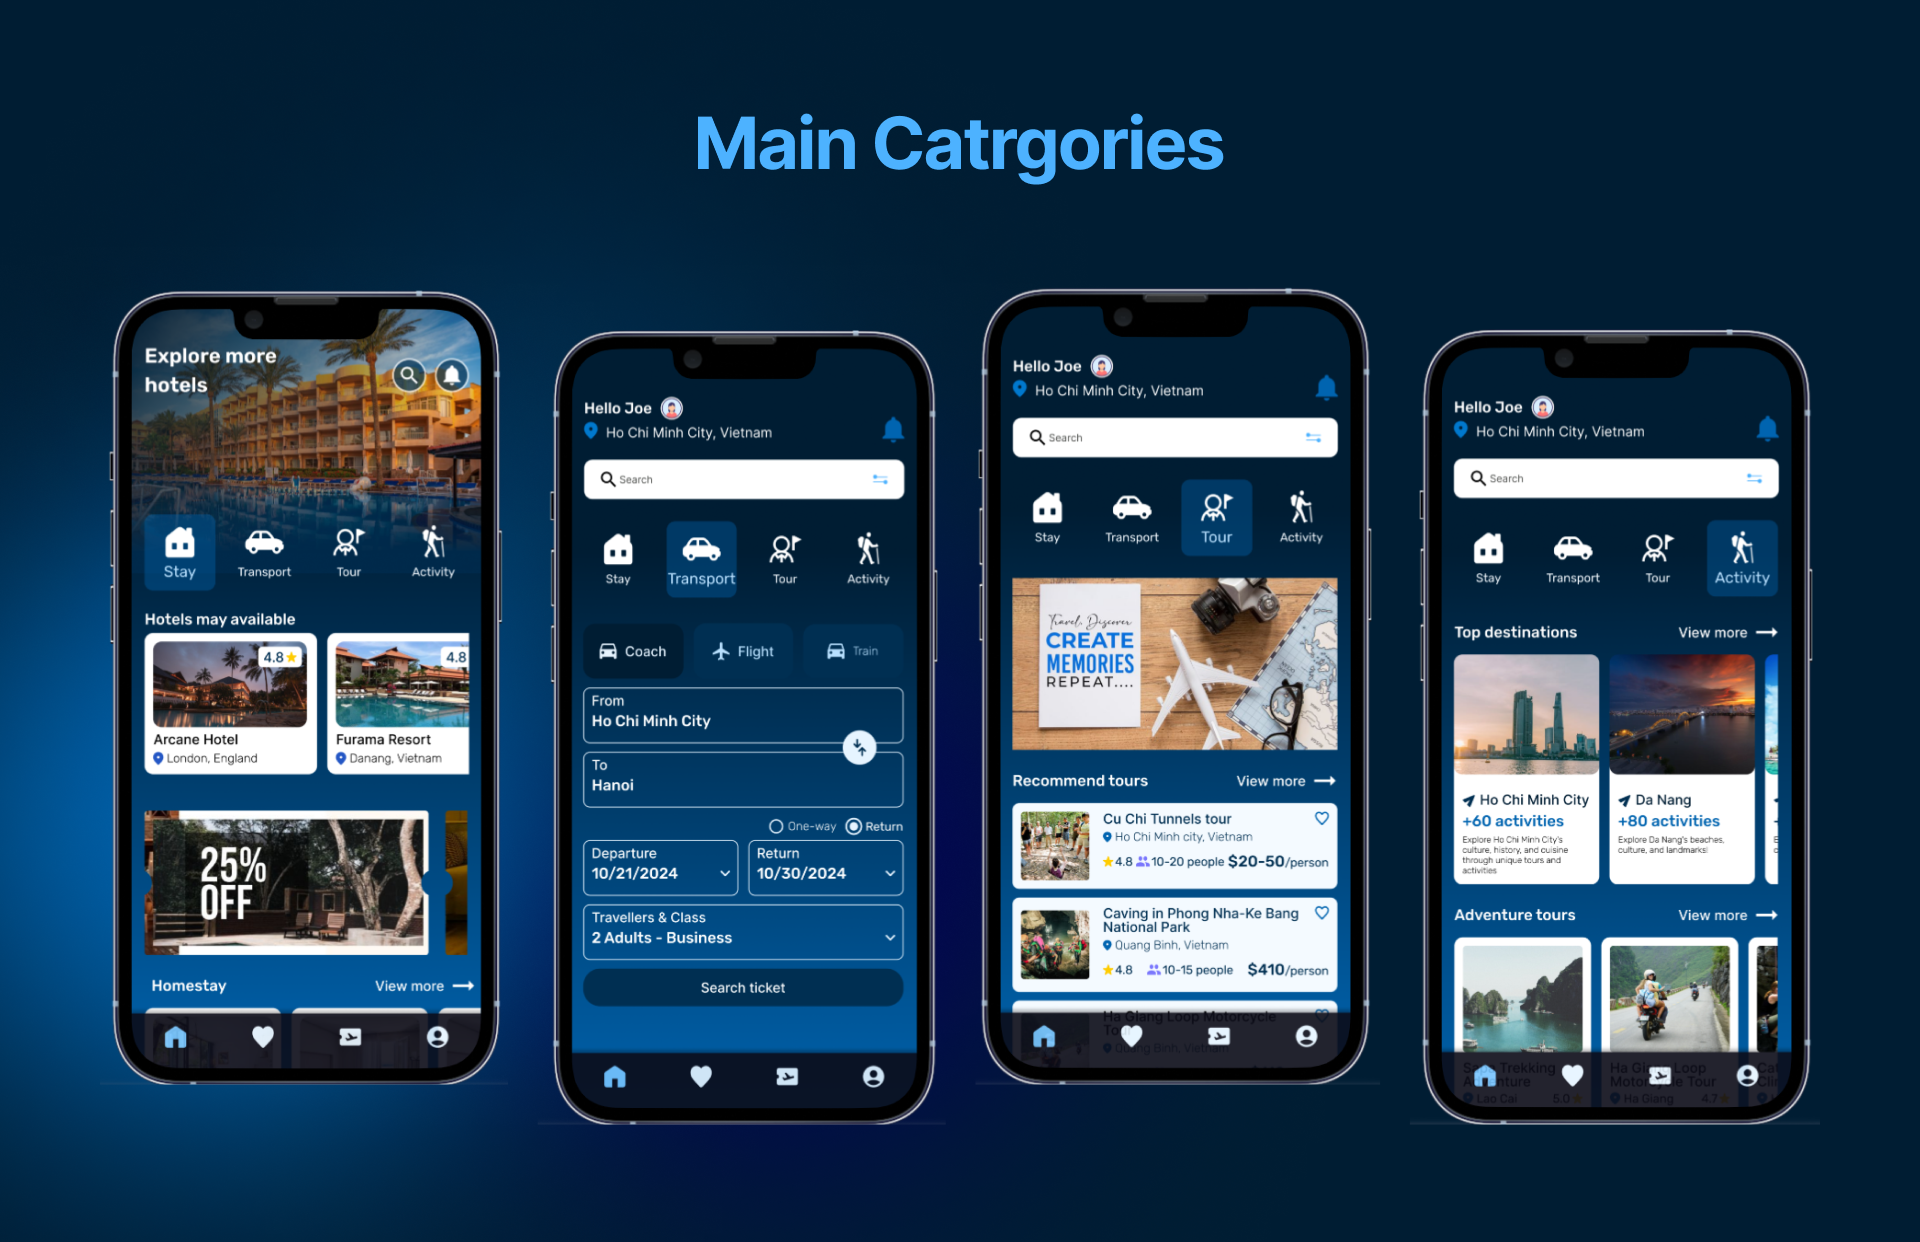 Main Catrgories
Explore more
hotels
Stay
Transport
Tour
Activity
Hotels may available
4.8
Arcane Hotel
London, England
4.8
Furama Resort
Danang, Vietnam
25%
OFF
Homestay
View more
Hello Joe
Ho Chi Minh City, Vietnam
Search
Stay
Transport
Tour
Activity
Coach
Flight
Train
From
Ho Chi Minh City
To
Hanoi
One-way
Return
Departure
10/21/2024
Return
10/30/2024
Travellers & Class
2 Adults - Business
Search ticket
Hello Joe
Ho Chi Minh City, Vietnam
Search
Stay
Transport
Tour
Activity
Travel, Discover
CREATE
MEMORIES
REPEAT....
Recommend tours
View more
Cu Chi Tunnels tour
Ho Chi Minh city, Vietnam
4.8
10-20 people
$20-50/person
Caving in Phong Nha-Ke Bang
National Park
Quang Binh, Vietnam
4.8
10-15 people
$410/person
Ha Giang Loop Motorcycle
Quang Binh, Vietnam
Hello Joe
Ho Chi Minh City, Vietnam
Search
Stay
Transport
Tour
Activity
Top destinations
View more
Ho Chi Minh City
+60 activities
Explore Ho Chi Minh City's
culture, history, and cuisine
through unique tours and
activities
Da Nang
+80 activities
Explore Da Nang's beaches,
culture, and landmarks!
Adventure tours
View more
Trekking
Lao Cai
5.0
Ha Giang Loop
Tour
Ha Giang
4.7